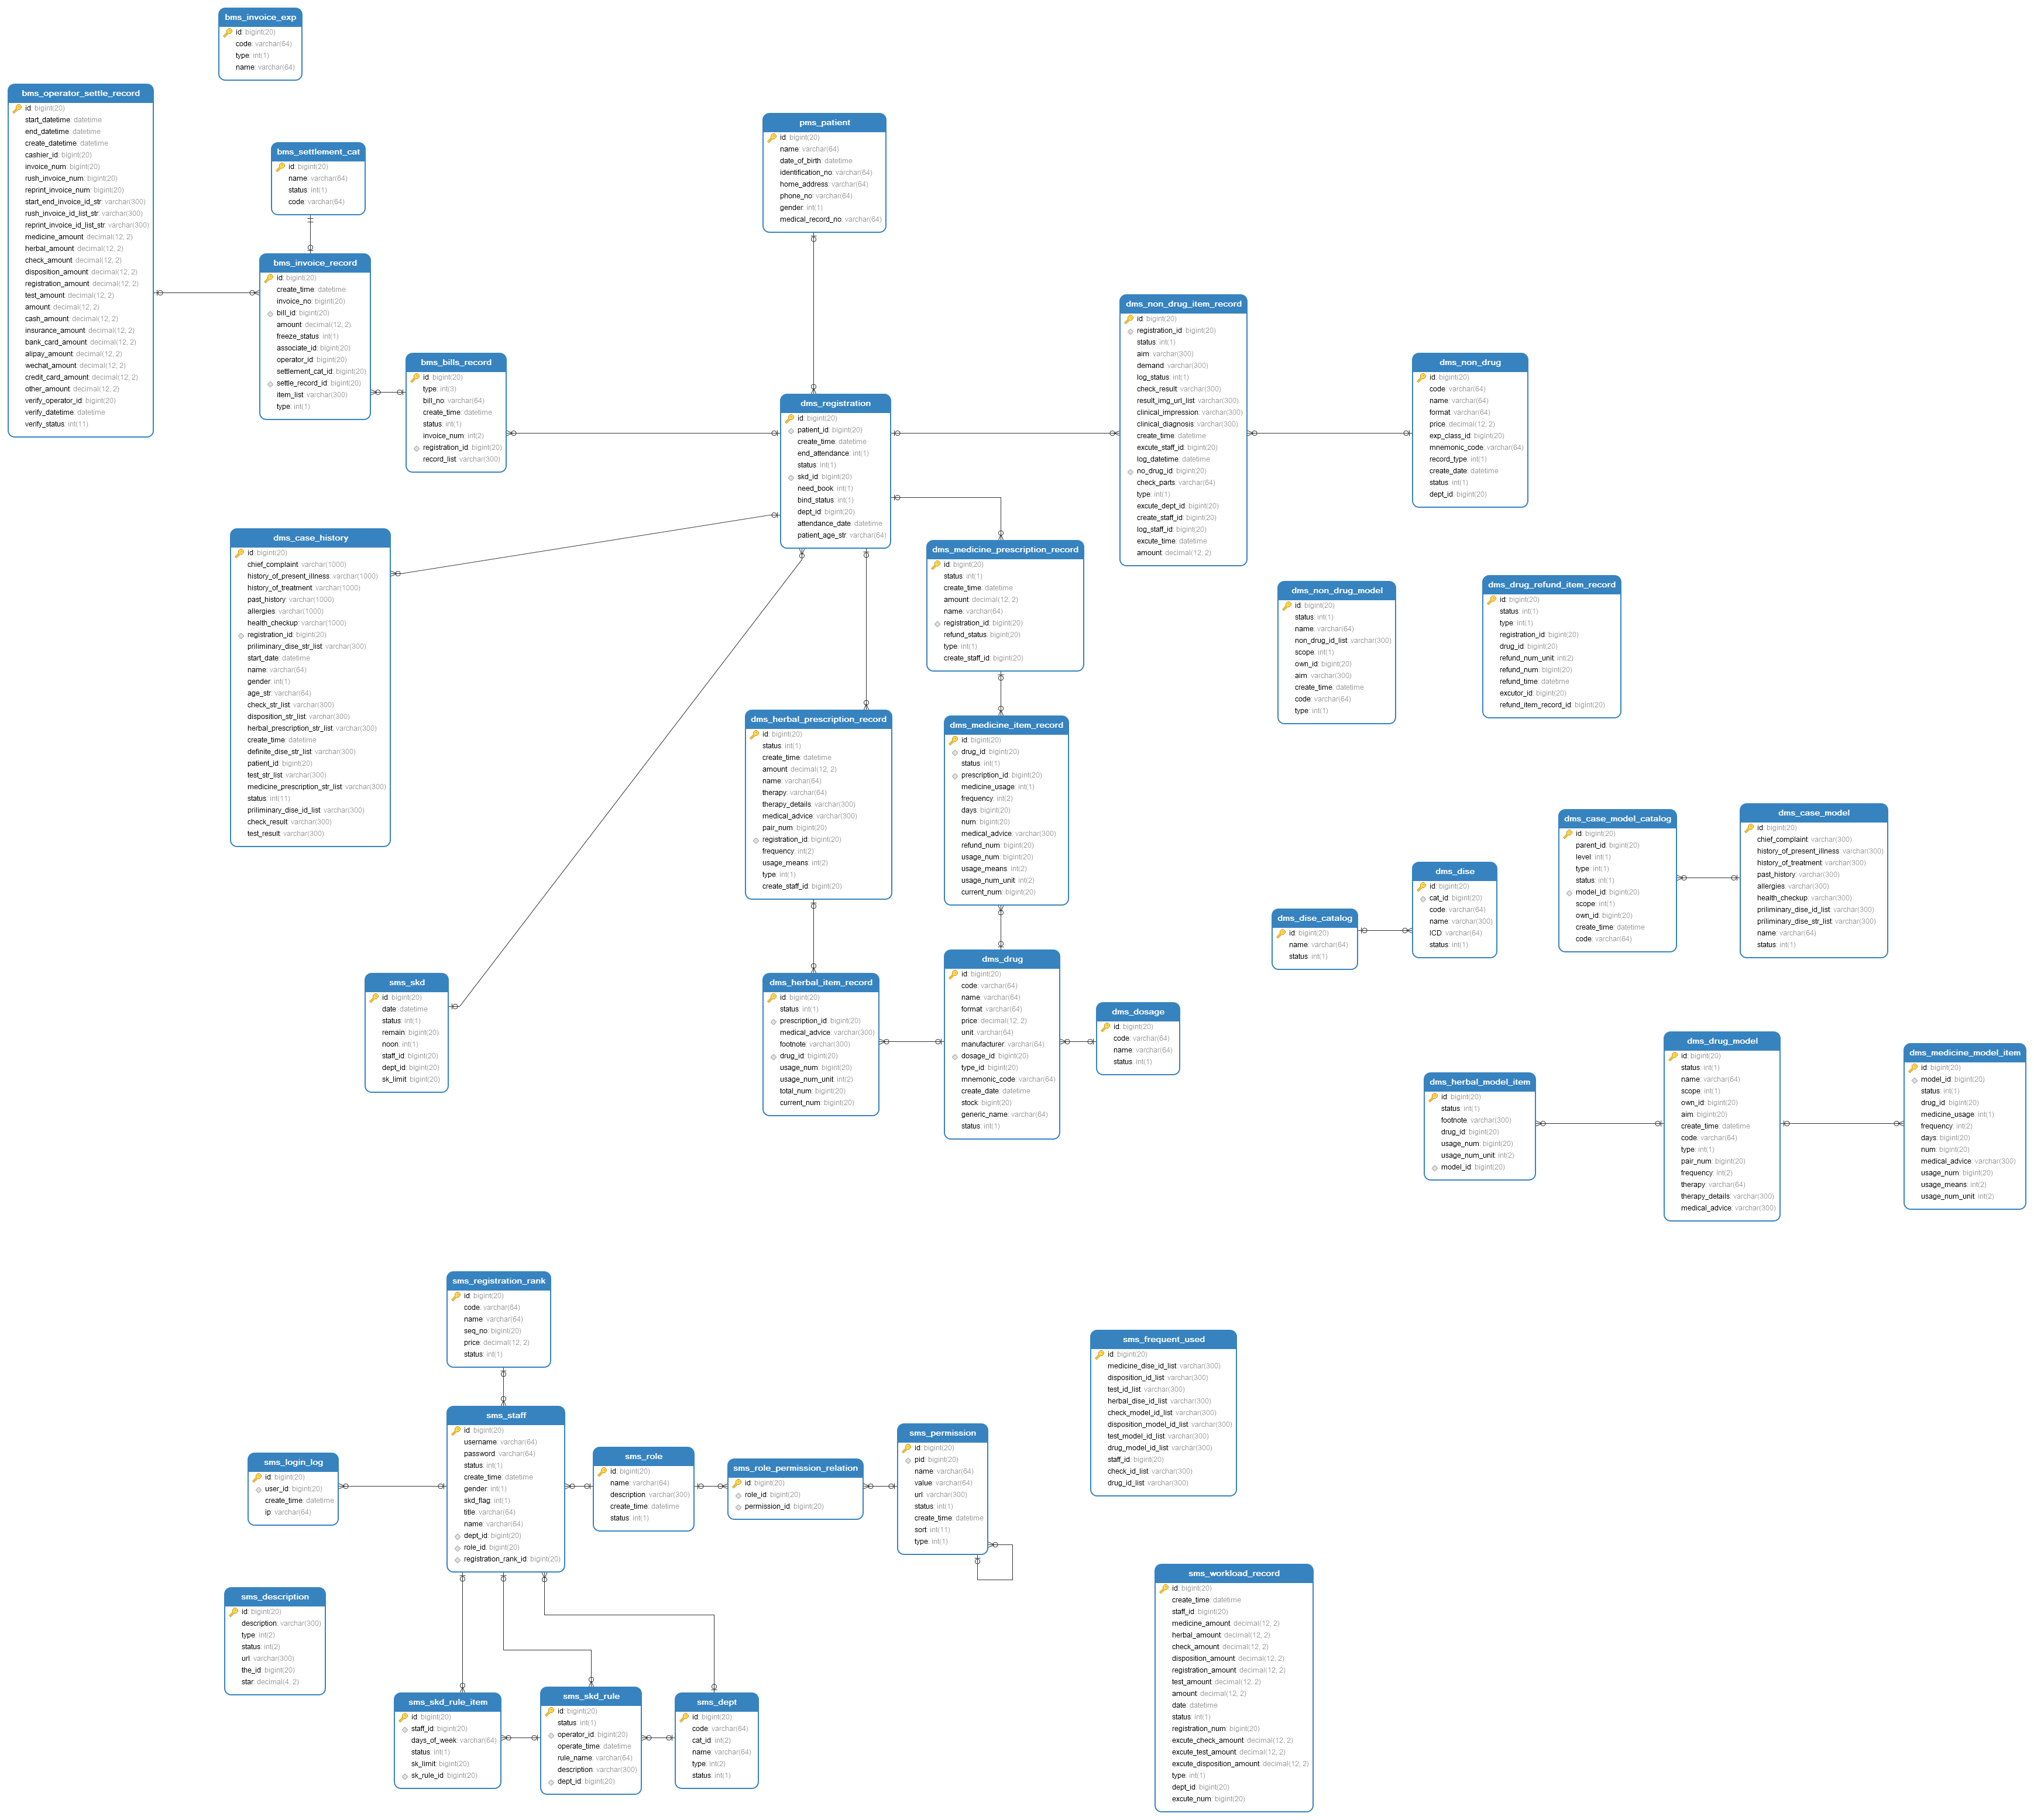 bms_invoice_exp
id: bigint(20)
code: varchar(64)
type: int(1)
name: varchar(64)
bms_operator_settle_record
id: bigint(20)
start_datetime: datetime
end_datetime: datetime
create_datetime: datetime
cashier_id: bigint(20)
invoice_num: bigint(20)
rush_invoice_num: bigint(20)
reprint_invoice_num: bigint(20)
start_end_invoice_id_str: varchar(300)
rush_invoice_id_list_str: varchar(300)
reprint_invoice_id_list_str: varchar(300)
medicine_amount: decimal(12, 2)
herbal_amount: decimal(12, 2)
check_amount: decimal(12, 2)
disposition_amount: decimal(12, 2)
registration_amount: decimal(12, 2)
test_amount: decimal(12, 2)
amount: decimal(12, 2)
cash_amount: decimal(12, 2)
insurance_amount: decimal(12, 2)
bank_card_amount: decimal(12, 2)
alipay_amount: decimal(12, 2)
wechat_amount: decimal(12, 2)
credit_card_amount: decimal(12, 2)
other_amount: decimal(12, 2)
verify_operator_id: bigint(20)
verify_datetime: datetime
verify_status: int(11)
bms_settlement_cat
id: bigint(20)
name: varchar(64)
status: int(1)
code: varchar(64)
bms_invoice_record
id: bigint(20)
create_time: datetime
invoice_no: bigint(20)
bill_id: bigint(20)
amount: decimal(12, 2)
freeze_status: int(1)
associate_id: bigint(20)
operator_id: bigint(20)
settlement_cat_id: bigint(20)
settle_record_id: bigint(20)
item_list: varchar(300)
type: int(1)
bms_bills_record
id: bigint(20)
type: int(3)
bill_no: varchar(64)
create_time: datetime
status: int(1)
invoice_num: int(2)
registration_id: bigint(20)
record_list: varchar(300)
pms_patient
id: bigint(20)
name: varchar(64)
date_of_birth: datetime
identification_no: varchar(64)
home_address: varchar(64)
phone_no: varchar(64)
gender: int(1)
medical_record_no: varchar(64)
dms_registration
id: bigint(20)
patient_id: bigint(20)
create_time: datetime
end_attendance: int(1)
status: int(1)
skd_id: bigint(20)
need_book: int(1)
bind_status: int(1)
dept_id: bigint(20)
attendance_date: datetime
patient_age_str: varchar(64)
dms_non_drug_item_record
id: bigint(20)
registration_id: bigint(20)
status: int(1)
aim: varchar(300)
demand: varchar(300)
log_status: int(1)
check_result: varchar(300)
result_img_url_list: varchar(300)
clinical_impression: varchar(300)
clinical_diagnosis: varchar(300)
create_time: datetime
excute_staff_id: bigint(20)
log_datetime: datetime
no_drug_id: bigint(20)
check_parts: varchar(64)
type: int(1)
excute_dept_id: bigint(20)
create_staff_id: bigint(20)
log_staff_id: bigint(20)
excute_time: datetime
amount: decimal(12, 2)
dms_non_drug
id: bigint(20)
code: varchar(64)
name: varchar(64)
format: varchar(64)
price: decimal(12, 2)
exp_class_id: bigint(20)
mnemonic_code: varchar(64)
record_type: int(1)
create_date: datetime
status: int(1)
dept_id: bigint(20)
dms_case_history
id: bigint(20)
chief_complaint: varchar(1000)
history_of_present_illness: varchar(1000)
history_of_treatment: varchar(1000)
past_history: varchar(1000)
allergies: varchar(1000)
health_checkup: varchar(1000)
registration_id: bigint(20)
priliminary_dise_str_list: varchar(300)
start_date: datetime
name: varchar(64)
gender: int(1)
age_str: varchar(64)
check_str_list: varchar(300)
disposition_str_list: varchar(300)
herbal_prescription_str_list: varchar(300)
create_time: datetime
definite_dise_str_list: varchar(300)
patient_id: bigint(20)
test_str_list: varchar(300)
medicine_prescription_str_list: varchar(300)
status: int(11)
priliminary_dise_id_list: varchar(300)
check_result: varchar(300)
test_result: varchar(300)
dms_medicine_prescription_record
id: bigint(20)
status: int(1)
create_time: datetime
amount: decimal(12, 2)
name: varchar(64)
registration_id: bigint(20)
refund_status: bigint(20)
type: int(1)
create_staff_id: bigint(20)
dms_non_drug_model
id: bigint(20)
status: int(1)
name: varchar(64)
non_drug_id_list: varchar(300)
scope: int(1)
own_id: bigint(20)
aim: varchar(300)
create_time: datetime
code: varchar(64)
type: int(1)
dms_drug_refund_item_record
id: bigint(20)
status: int(1)
type: int(1)
registration_id: bigint(20)
drug_id: bigint(20)
refund_num_unit: int(2)
refund_num: bigint(20)
refund_time: datetime
excutor_id: bigint(20)
refund_item_record_id: bigint(20)
dms_herbal_prescription_record
id: bigint(20)
status: int(1)
create_time: datetime
amount: decimal(12, 2)
name: varchar(64)
therapy: varchar(64)
therapy_details: varchar(300)
medical_advice: varchar(300)
pair_num: bigint(20)
registration_id: bigint(20)
frequency: int(2)
usage_means: int(2)
type: int(1)
create_staff_id: bigint(20)
dms_medicine_item_record
id: bigint(20)
drug_id: bigint(20)
status: int(1)
prescription_id: bigint(20)
medicine_usage: int(1)
frequency: int(2)
days: bigint(20)
num: bigint(20)
medical_advice: varchar(300)
refund_num: bigint(20)
usage_num: bigint(20)
usage_means: int(2)
usage_num_unit: int(2)
current_num: bigint(20)
dms_case_model_catalog
id: bigint(20)
parent_id: bigint(20)
level: int(1)
type: int(1)
status: int(1)
model_id: bigint(20)
scope: int(1)
own_id: bigint(20)
create_time: datetime
code: varchar(64)
dms_case_model
id: bigint(20)
chief_complaint: varchar(300)
history_of_present_illness: varchar(300)
history_of_treatment: varchar(300)
past_history: varchar(300)
allergies: varchar(300)
health_checkup: varchar(300)
priliminary_dise_id_list: varchar(300)
priliminary_dise_str_list: varchar(300)
name: varchar(64)
status: int(1)
dms_dise_catalog
id: bigint(20)
name: varchar(64)
status: int(1)
dms_dise
id: bigint(20)
cat_id: bigint(20)
code: varchar(64)
name: varchar(300)
ICD: varchar(64)
status: int(1)
sms_skd
id: bigint(20)
date: datetime
status: int(1)
remain: bigint(20)
noon: int(1)
staff_id: bigint(20)
dept_id: bigint(20)
sk_limit: bigint(20)
dms_herbal_item_record
id: bigint(20)
status: int(1)
prescription_id: bigint(20)
medical_advice: varchar(300)
footnote: varchar(300)
drug_id: bigint(20)
usage_num: bigint(20)
usage_num_unit: int(2)
total_num: bigint(20)
current_num: bigint(20)
dms_drug
id: bigint(20)
code: varchar(64)
name: varchar(64)
format: varchar(64)
price: decimal(12, 2)
unit: varchar(64)
manufacturer: varchar(64)
dosage_id: bigint(20)
type_id: bigint(20)
mnemonic_code: varchar(64)
create_date: datetime
stock: bigint(20)
generic_name: varchar(64)
status: int(1)
dms_dosage
id: bigint(20)
code: varchar(64)
name: varchar(64)
status: int(1)
dms_herbal_model_item
id: bigint(20)
status: int(1)
footnote: varchar(300)
drug_id: bigint(20)
usage_num: bigint(20)
usage_num_unit: int(2)
model_id: bigint(20)
dms_drug_model
id: bigint(20)
status: int(1)
name: varchar(64)
scope: int(1)
own_id: bigint(20)
aim: bigint(20)
create_time: datetime
code: varchar(64)
type: int(1)
pair_num: bigint(20)
frequency: int(2)
therapy: varchar(64)
therapy_details: varchar(300)
medical_advice: varchar(300)
dms_medicine_model_item
id: bigint(20)
model_id: bigint(20)
status: int(1)
drug_id: bigint(20)
medicine_usage: int(1)
frequency: int(2)
days: bigint(20)
num: bigint(20)
medical_advice: varchar(300)
usage_num: bigint(20)
usage_means: int(2)
usage_num_unit: int(2)
sms_registration_rank
id: bigint(20)
code: varchar(64)
name: varchar(64)
seq_no: bigint(20)
price: decimal(12, 2)
status: int(1)
sms_login_log
id: bigint(20)
user_id: bigint(20)
create_time: datetime
ip: varchar(64)
sms_staff
id: bigint(20)
username: varchar(64)
password: varchar(64)
status: int(1)
create_time: datetime
gender: int(1)
skd_flag: int(1)
title: varchar(64)
name: varchar(64)
dept_id: bigint(20)
role_id: bigint(20)
registration_rank_id: bigint(20)
sms_role
id: bigint(20)
name: varchar(64)
description: varchar(300)
create_time: datetime
status: int(1)
sms_role_permission_relation
id: bigint(20)
role_id: bigint(20)
permission_id: bigint(20)
sms_permission
id: bigint(20)
pid: bigint(20)
name: varchar(64)
value: varchar(64)
url: varchar(300)
status: int(1)
create_time: datetime
sort: int(11)
type: int(1)
sms_frequent_used
id: bigint(20)
medicine_dise_id_list: varchar(300)
disposition_id_list: varchar(300)
test_id_list: varchar(300)
herbal_dise_id_list: varchar(300)
check_model_id_list: varchar(300)
disposition_model_id_list: varchar(300)
test_model_id_list: varchar(300)
drug_model_id_list: varchar(300)
staff_id: bigint(20)
check_id_list: varchar(300)
drug_id_list: varchar(300)
sms_description
id: bigint(20)
description: varchar(300)
type: int(2)
status: int(2)
url: varchar(300)
the_id: bigint(20)
star: decimal(4, 2)
sms_skd_rule_item
id: bigint(20)
staff_id: bigint(20)
days_of_week: varchar(64)
status: int(1)
sk_limit: bigint(20)
sk_rule_id: bigint(20)
sms_skd_rule
id: bigint(20)
status: int(1)
operator_id: bigint(20)
operate_time: datetime
rule_name: varchar(64)
description: varchar(300)
dept_id: bigint(20)
sms_dept
id: bigint(20)
code: varchar(64)
cat_id: int(2)
name: varchar(64)
type: int(2)
status: int(1)
sms_workload_record
id: bigint(20)
create_time: datetime
staff_id: bigint(20)
medicine_amount: decimal(12, 2)
herbal_amount: decimal(12, 2)
check_amount: decimal(12, 2)
disposition_amount: decimal(12, 2)
registration_amount: decimal(12, 2)
test_amount: decimal(12, 2)
amount: decimal(12, 2)
date: datetime
status: int(1)
registration_num: bigint(20)
excute_check_amount: decimal(12, 2)
excute_test_amount: decimal(12, 2)
excute_disposition_amount: decimal(12, 2)
type: int(1)
dept_id: bigint(20)
excute_num: bigint(20)